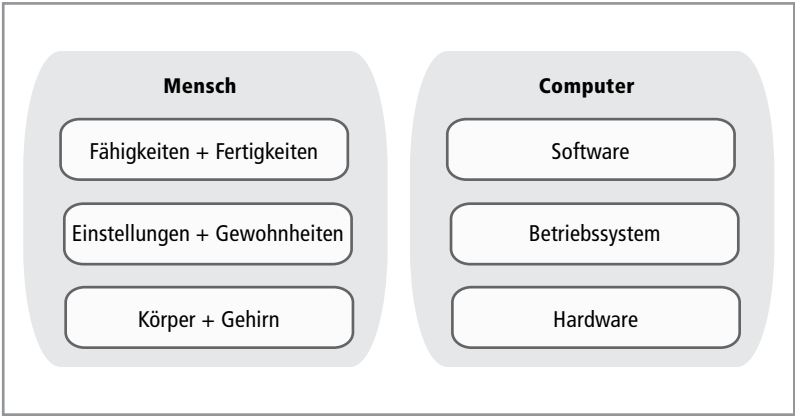 Mensch
Fähigkeiten + Fertigkeiten
Einstellungen + Gewohnheiten
Körper + Gehirn
Computer
Software
Betriebssystem
Hardware